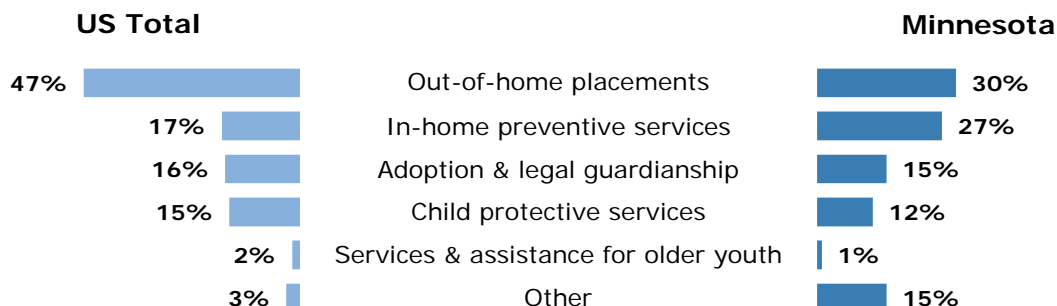 US Total Minnesota
47% Out-of-home placements 30%
17% In-home preventive services 27%
16% Adoption & legal guardianship 15%
15% Child protective services 12%
2% Services & assistance for older youth 1%
3% Other 15%